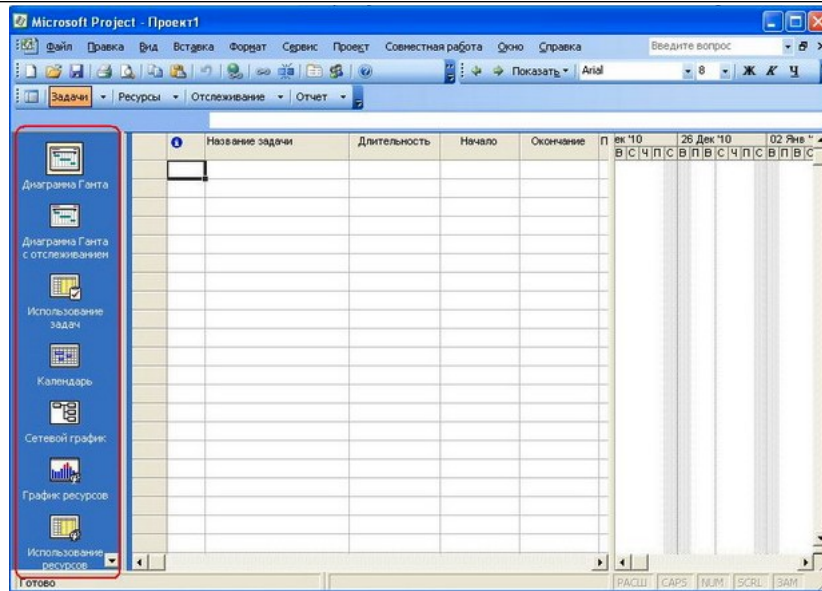 Microsoft Project - Проект1
Файл Правка Вид Вставка Формат Сервис Проект Совместная работа Окно Справка Введите вопрос
Показать Arial 8 Ж К Ч
Задачи Ресурсы Отслеживание Отчет
Название задачи Длительность Начало Окончание П ек '10 26 Дек '10 02 Янв '
В С Ч П С В П В С Ч П С В П В С
Диаграмма Ганта
Диаграмма Ганта
с отслеживанием
Использование
задач
Календарь
Сетевой график
График ресурсов
Использование
ресурсов
Готово РАСШ CAPS NUM SCRL ЗАМ